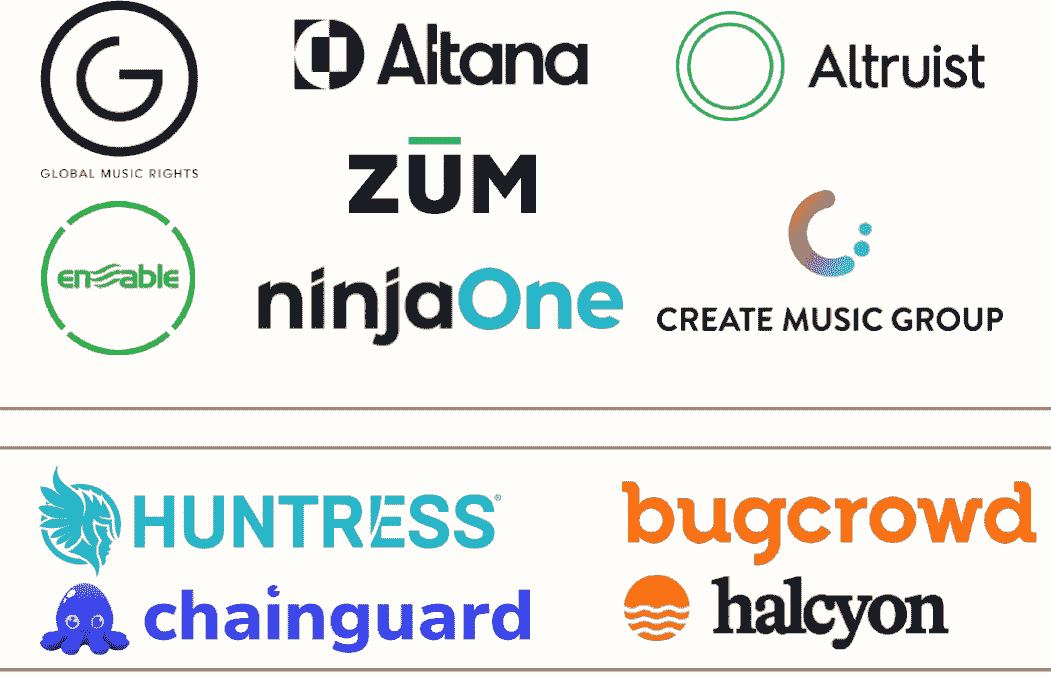 GLOBAL MUSIC RIGHTS
Altana
Altruist
ZŪM
enable
ninjaOne
CREATE MUSIC GROUP
HUNTRESS®
bugcrowd
chainguard
halcyon